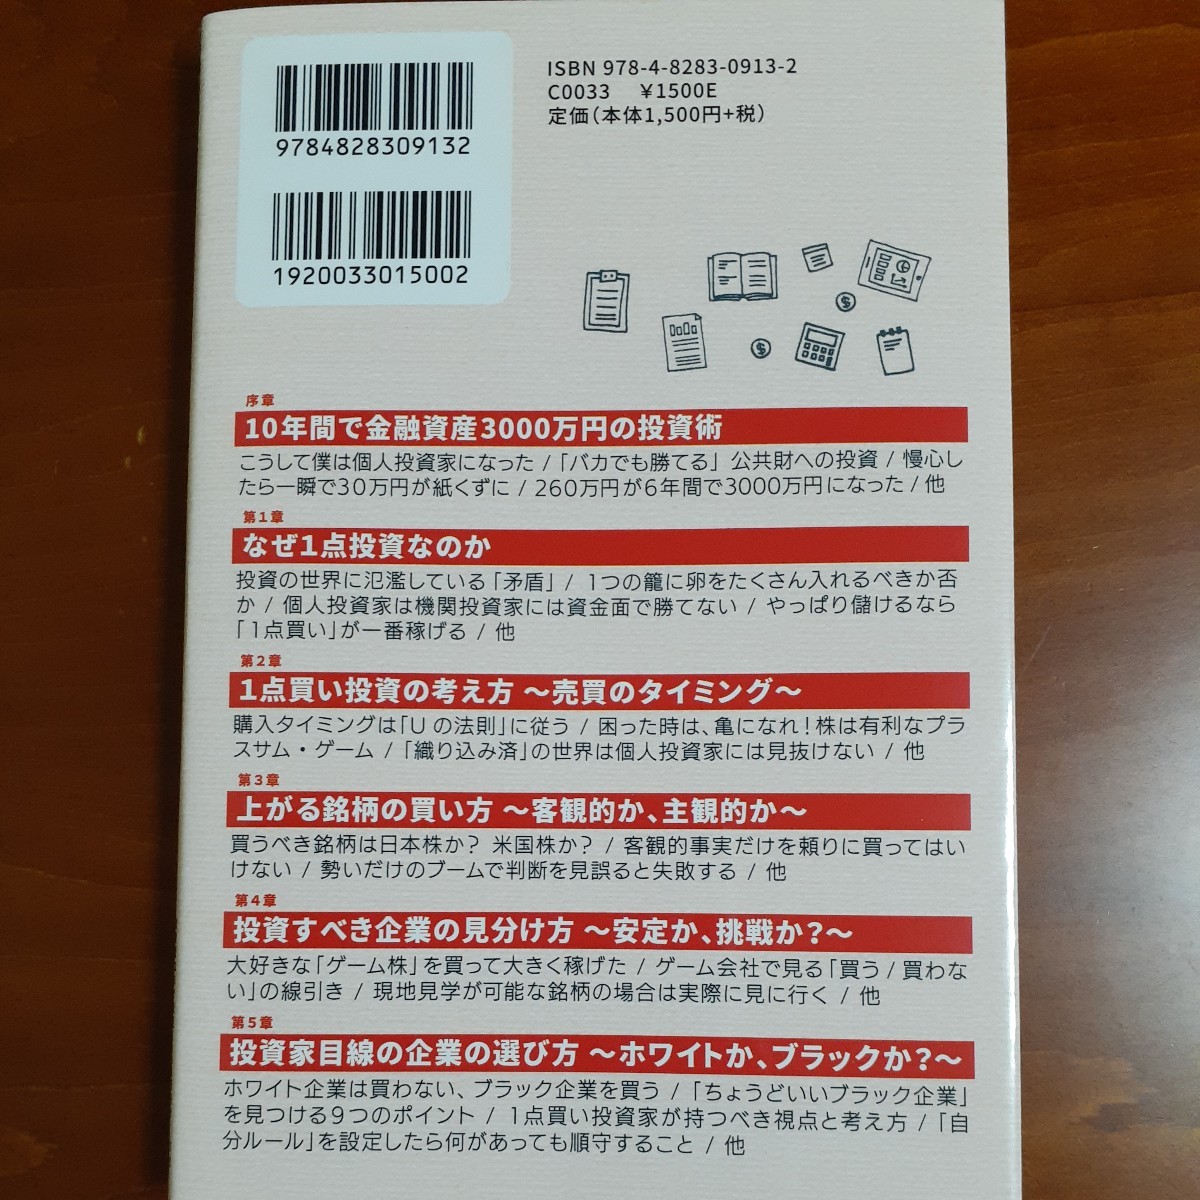 9784828309132
1920033015002
ISBN 978-4-8283-0913-2
C0033　¥1500E
定価(本体1,500円+税)
序章
10年間で金融資産3000万円の投資術
こうして僕は個人投資家になった / 「バカでも勝てる」 公共財への投資 / 慢心し
たら一瞬で30万円が紙くずに / 260万円が6年間で3000万円になった / 他
第1章
なぜ1点投資なのか
投資の世界に氾濫している「矛盾」 / 1つの籠に卵をたくさん入れるべきか否
か / 個人投資家は機関投資家には資金面で勝てない / やっぱり儲けるなら
「1点買い」が一番稼げる / 他
第2章
1点買い投資の考え方 〜売買のタイミング〜
購入タイミングは「Uの法則」に従う / 困った時は、亀になれ!株は有利なプラ
スサム・ゲーム / 「織り込み済」の世界は個人投資家には見抜けない / 他
第3章
上がる銘柄の買い方 〜客観的か、主観的か〜
買うべき銘柄は日本株か? 米国株か? / 客観的事実だけを頼りに買ってはい
けない / 勢いだけのブームで判断を見誤ると失敗する / 他
第4章
投資すべき企業の見分け方 〜安定か、挑戦か?〜
大好きな「ゲーム株」を買って大きく稼げた / ゲーム会社で見る「買う / 買わな
い」の線引き / 現地見学が可能な銘柄の場合は実際に見に行く / 他
第5章
投資家目線の企業の選び方 〜ホワイトか、ブラックか?〜
ホワイト企業は買わない、ブラック企業を買う / 「ちょうどいいブラック企業」
を見つける9つのポイント / 1点買い投資家が持つべき視点と考え方 / 「自
分ルール」を設定したら何があっても順守すること / 他